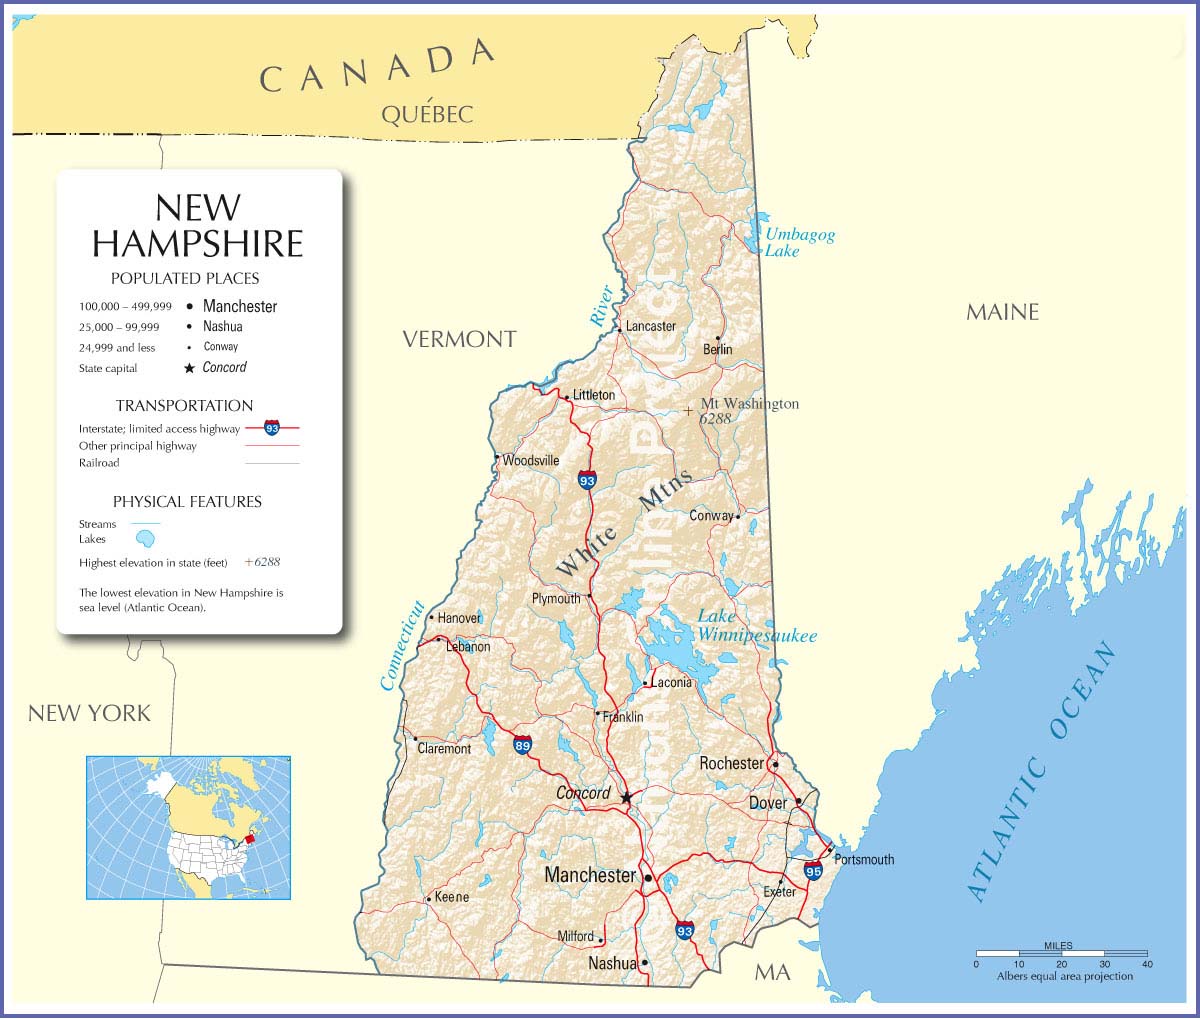 CANADA
QUÉBEC
NEW
HAMPSHIRE
POPULATED PLACES
100,000 – 499,999 Manchester
25,000 – 99,999 Nashua
24,999 and less Conway
State capital Concord
TRANSPORTATION
Interstate; limited access highway 93
Other principal highway
Railroad
PHYSICAL FEATURES
Streams
Lakes
Highest elevation in state (feet) +6288
The lowest elevation in New Hampshire is
sea level (Atlantic Ocean).
Umbagog
Lake
MAINE
VERMONT
River
Lancaster
Berlin
Littleton
Mt Washington
6288
Woodsville
93
White Mtns
Conway
Plymouth
Connecticut
Hanover
Lebanon
Lake
Winnipesaukee
Laconia
NEW YORK
Franklin
Claremont
89
Rochester
Concord
Dover
ATLANTIC OCEAN
Portsmouth
95
Manchester
Exeter
Keene
93
Milford
Nashua
MA
MILES
0 10 20 30 40
Albers equal area projection